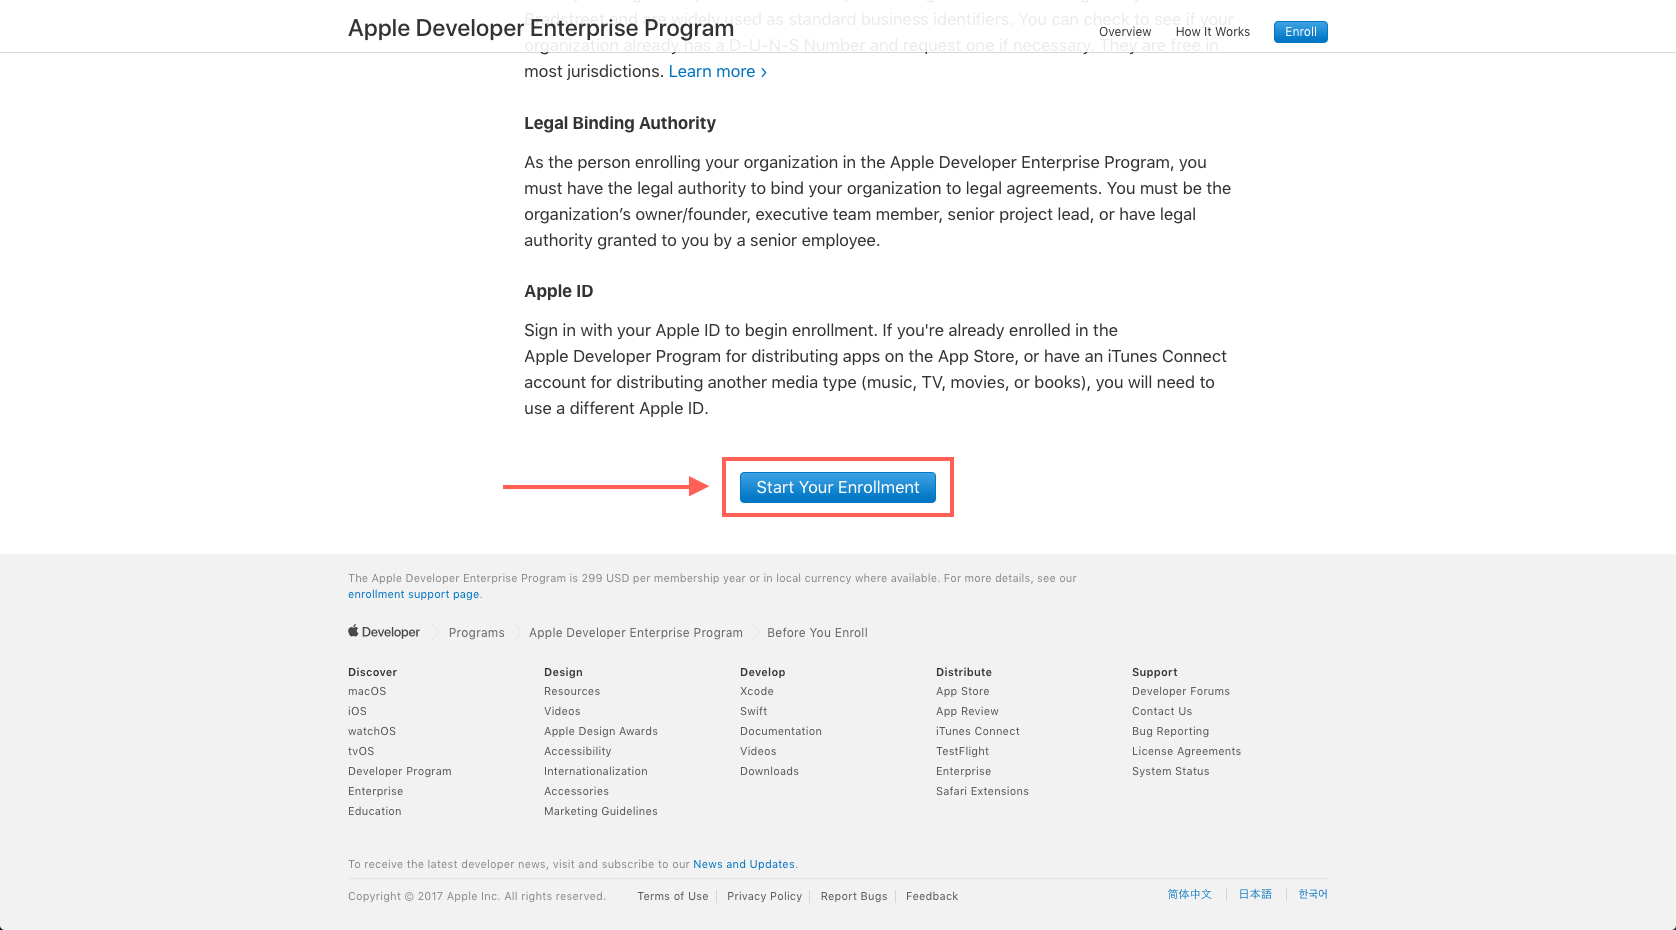 Apple Developer Enterprise Program
Overview
How It Works
Enroll
Bradstreet and are widely used as standard business identifiers. You can check to see if your
organization already has a D-U-N-S Number and request one if necessary. They are free in
most jurisdictions. Learn more ›
Legal Binding Authority
As the person enrolling your organization in the Apple Developer Enterprise Program, you
must have the legal authority to bind your organization to legal agreements. You must be the
organization’s owner/founder, executive team member, senior project lead, or have legal
authority granted to you by a senior employee.
Apple ID
Sign in with your Apple ID to begin enrollment. If you're already enrolled in the
Apple Developer Program for distributing apps on the App Store, or have an iTunes Connect
account for distributing another media type (music, TV, movies, or books), you will need to
use a different Apple ID.
Start Your Enrollment
The Apple Developer Enterprise Program is 299 USD per membership year or in local currency where available. For more details, see our
enrollment support page.
Developer
Programs
Apple Developer Enterprise Program
Before You Enroll
Discover
macOS
iOS
watchOS
tvOS
Developer Program
Enterprise
Education
Design
Resources
Videos
Apple Design Awards
Accessibility
Internationalization
Accessories
Marketing Guidelines
Develop
Xcode
Swift
Documentation
Videos
Downloads
Distribute
App Store
App Review
iTunes Connect
TestFlight
Enterprise
Safari Extensions
Support
Developer Forums
Contact Us
Bug Reporting
License Agreements
System Status
To receive the latest developer news, visit and subscribe to our News and Updates.
Copyright © 2017 Apple Inc. All rights reserved.
Terms of Use
Privacy Policy
Report Bugs
Feedback
简体中文
日本語
한국어